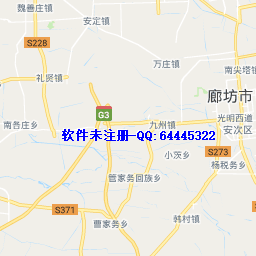 魏善庄镇
安定镇
S228
万庄镇
南尖塔镇
礼贤镇
廊坊市
G3
九州镇
光明西道
南各庄乡
安次区
软件未注册-QQ:64445322
小茨乡
S273
杨税务乡
曹家务回族乡
S371
韩村镇
曹家务乡